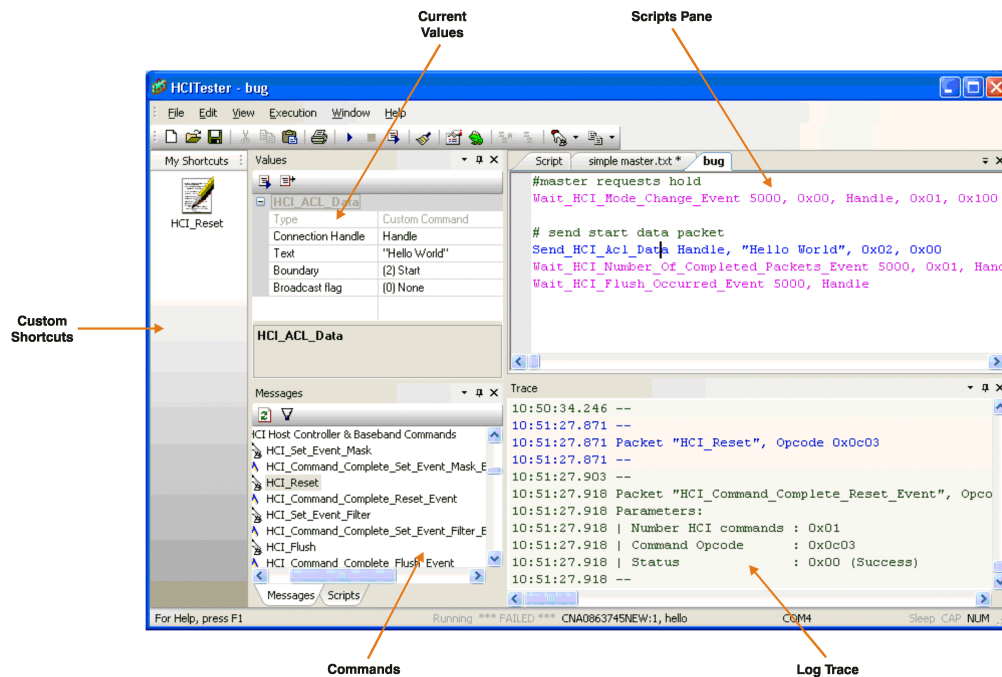 Current
Values
Scripts Pane
HCITester - bug
File Edit View Execution Window Help
My Shortcuts
HCI_Reset
Values
HCI_ACL_Data
Type Custom Command
Connection Handle Handle
Text "Hello World"
Boundary (2) Start
Broadcast flag (0) None
HCI_ACL_Data
Script simple master.txt * bug
#master requests hold
Wait_HCI_Mode_Change_Event 5000, 0x00, Handle, 0x01, 0x100
# send start data packet
Send_HCI_Acl_Data Handle, "Hello World", 0x02, 0x00
Wait_HCI_Number_Of_Completed_Packets_Event 5000, 0x01, Hand
Wait_HCI_Flush_Occurred_Event 5000, Handle
Custom
Shortcuts
Messages
HCI Host Controller & Baseband Commands
HCI_Set_Event_Mask
HCI_Command_Complete_Set_Event_Mask_E
HCI_Reset
HCI_Command_Complete_Reset_Event
HCI_Set_Event_Filter
HCI_Command_Complete_Set_Event_Filter_E
HCI_Flush
HCI_Command_Complete_Flush_Event
Messages Scripts
Trace
10:50:34.246 --
10:51:27.871 --
10:51:27.871 Packet "HCI_Reset", Opcode 0x0c03
10:51:27.871 --
10:51:27.903 --
10:51:27.918 Packet "HCI_Command_Complete_Reset_Event", Opco
10:51:27.918 Parameters:
10:51:27.918 | Number HCI commands : 0x01
10:51:27.918 | Command Opcode : 0x0c03
10:51:27.918 | Status : 0x00 (Success)
10:51:27.918 --
For Help, press F1 Running *** FAILED *** CNA0863745NEW:1, hello COM4 Sleep CAP NUM
Commands
Log Trace